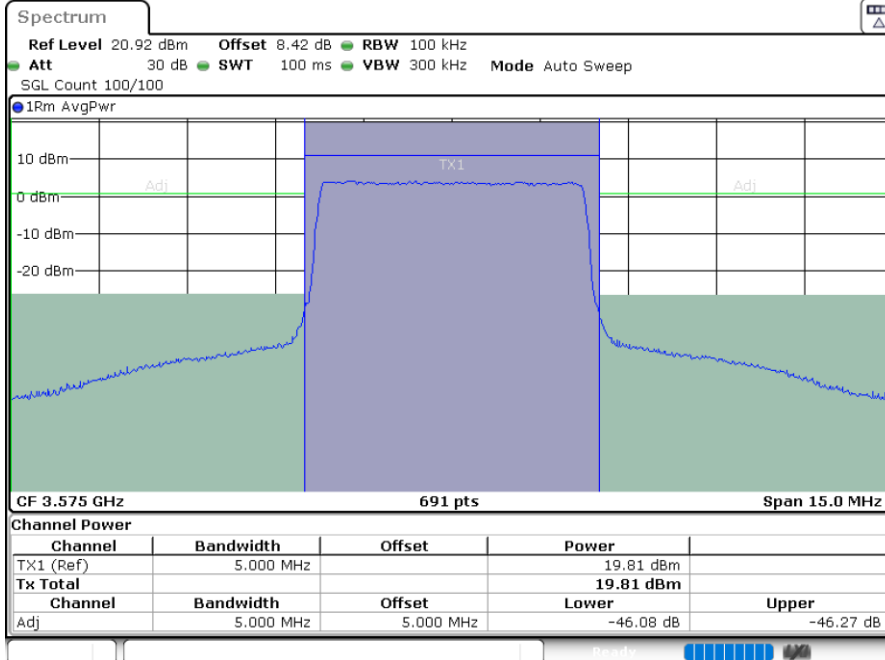 Spectrum
Ref Level 20.92 dBm Offset 8.42 dB RBW 100 kHz
Att 30 dB SWT 100 ms VBW 300 kHz Mode Auto Sweep
SGL Count 100/100
1Rm AvgPwr
10 dBm
TX1
Adj Adj
0 dBm
-10 dBm
-20 dBm
CF 3.575 GHz 691 pts Span 15.0 MHz
Channel Power
Channel Bandwidth Offset Power
TX1 (Ref) 5.000 MHz 19.81 dBm
Tx Total 19.81 dBm
Channel Bandwidth Offset Lower Upper
Adj 5.000 MHz 5.000 MHz -46.08 dB -46.27 dB
Ready